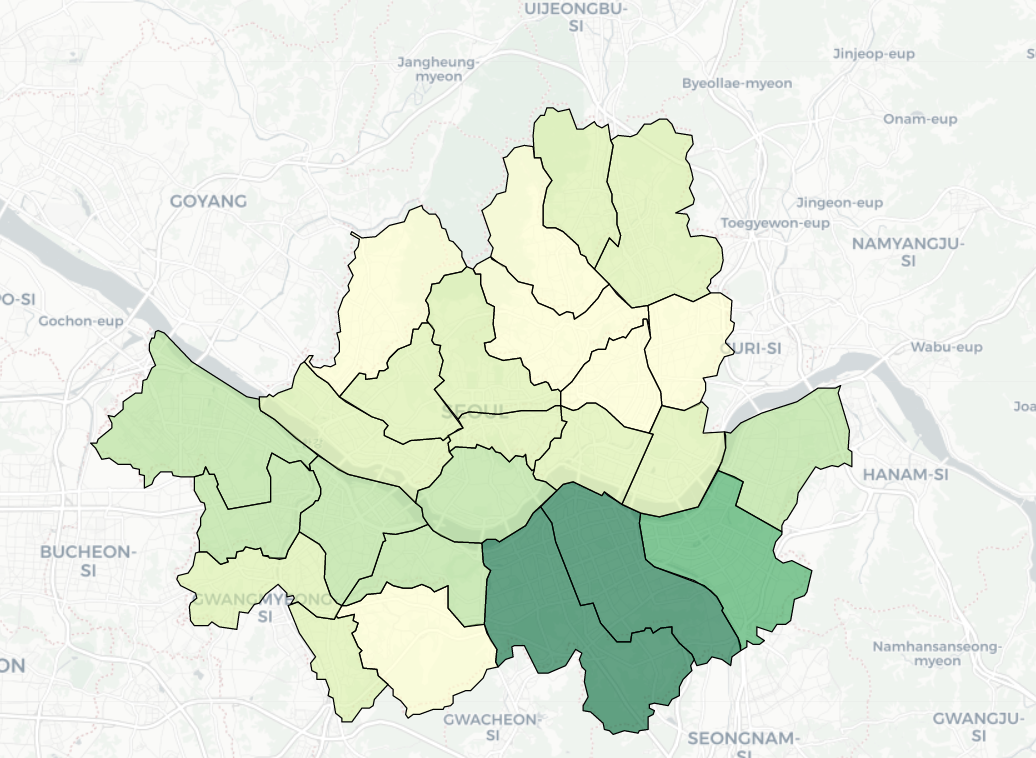 UIJEONGBU-
SI
Jangheung-
myeon
Jinjeop-eup
Byeollae-myeon
Onam-eup
GOYANG
Jingeon-eup
Toegyewon-eup
NAMYANGJU-
SI
O-SI
Gochon-eup
URI-SI
Wabu-eup
SEOUL
HANAM-SI
BUCHEON-
SI
GWANGMYEONG-
SI
Namhansanseong-
myeon
ON
GWACHEON-
SI
GWANGJU-
SI
SEONGNAM-
SI